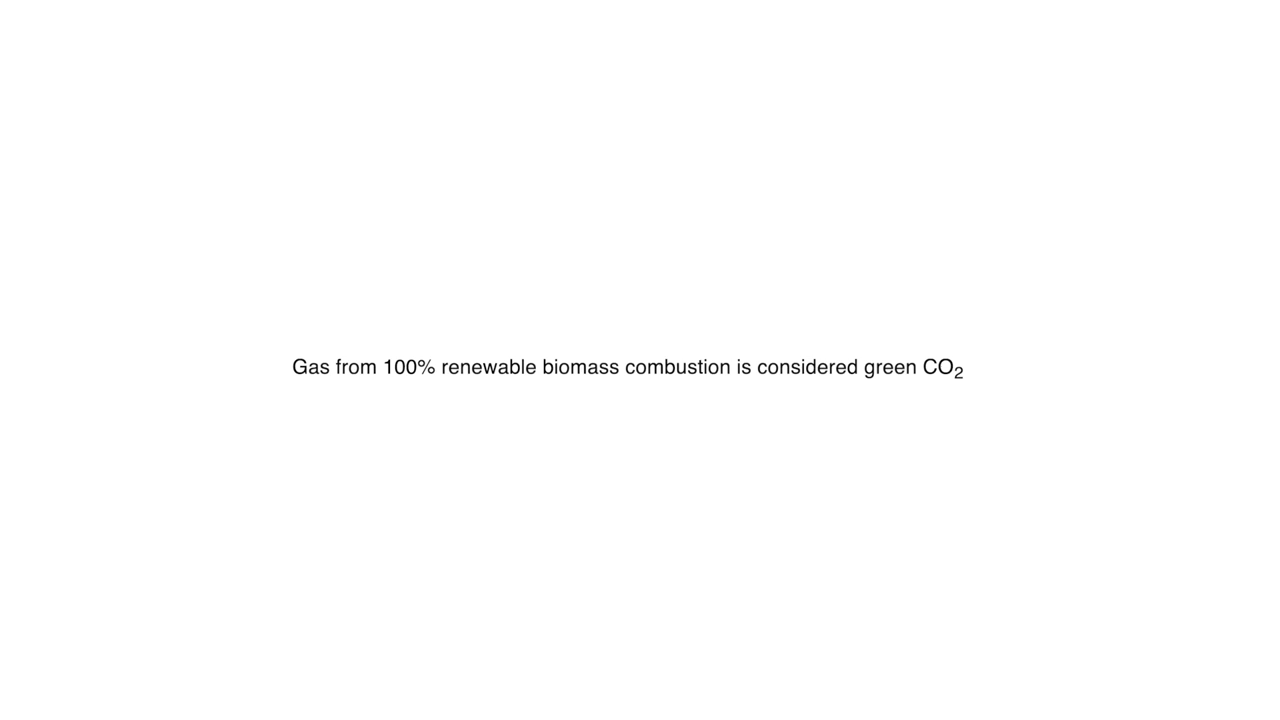 Gas from 100% renewable biomass combustion is considered green CO₂